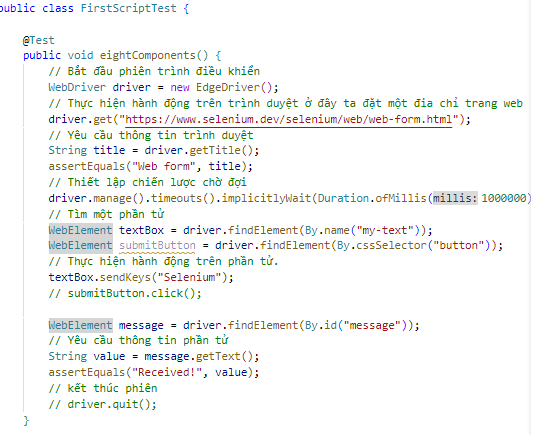 public class FirstScriptTest {
@Test
public void eightComponents() {
// Bắt đầu phiên trình điều khiển
WebDriver driver = new EdgeDriver();
// Thực hiện hành động trên trình duyệt ở đây ta đặt một đia chỉ trang web
driver.get("https://www.selenium.dev/selenium/web/web-form.html");
// Yêu cầu thông tin trình duyệt
String title = driver.getTitle();
assertEquals("Web form", title);
// Thiết lập chiến lược chờ đợi
driver.manage().timeouts().implicitlyWait(Duration.ofMillis(millis:1000000)
// Tìm một phần tử
WebElement textBox = driver.findElement(By.name("my-text"));
WebElement submitButton = driver.findElement(By.cssSelector("button"));
// Thực hiện hành động trên phần tử.
textBox.sendKeys("Selenium");
// submitButton.click();
WebElement message = driver.findElement(By.id("message"));
// Yêu cầu thông tin phần tử
String value = message.getText();
assertEquals("Received!", value);
// kết thúc phiên
// driver.quit();
}